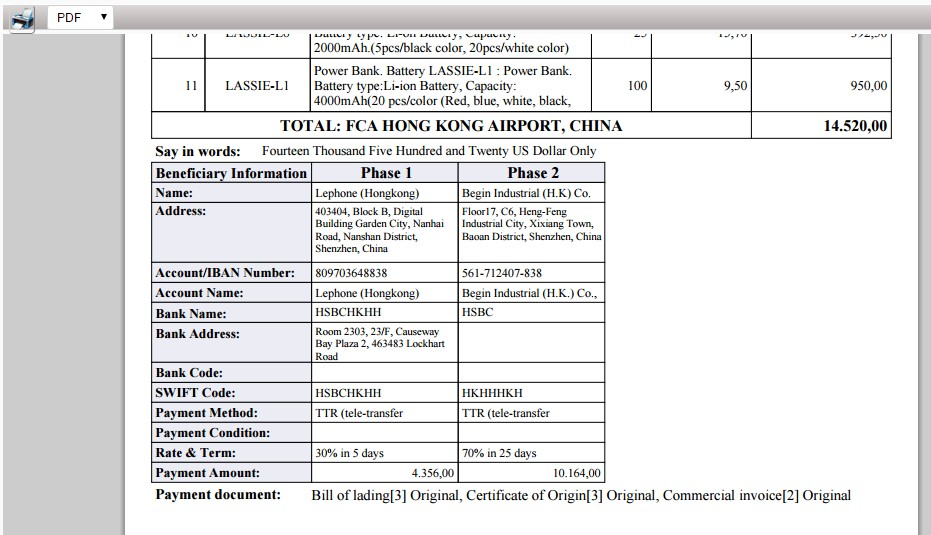 PDF
2000mAh.(5pcs/black color, 20pcs/white color)
11 LASSIE-L1 Power Bank. Battery LASSIE-L1 : Power Bank. 100 9,50 950,00
Battery type:Li-ion Battery, Capacity:
4000mAh(20 pcs/color (Red, blue, white, black,
TOTAL: FCA HONG KONG AIRPORT, CHINA 14.520,00
Say in words: Fourteen Thousand Five Hundred and Twenty US Dollar Only
Beneficiary Information Phase 1 Phase 2
Name: Lephone (Hongkong) Begin Industrial (H.K) Co.
Address: 403404, Block B, Digital Floor17, C6, Heng-Feng
Building Garden City, Nanhai Industrial City, Xixiang Town,
Road, Nanshan District, Baoan District, Shenzhen, China
Shenzhen, China
Account/IBAN Number: 809703648838 561-712407-838
Account Name: Lephone (Hongkong) Begin Industrial (H.K.) Co.,
Bank Name: HSBCHKHH HSBC
Bank Address: Room 2303, 23/F, Causeway
Bay Plaza 2, 463483 Lockhart
Road
Bank Code:
SWIFT Code: HSBCHKHH HKHHHKH
Payment Method: TTR (tele-transfer TTR (tele-transfer
Payment Condition:
Rate & Term: 30% in 5 days 70% in 25 days
Payment Amount: 4.356,00 10.164,00
Payment document: Bill of lading[3] Original, Certificate of Origin[3] Original, Commercial invoice[2] Original